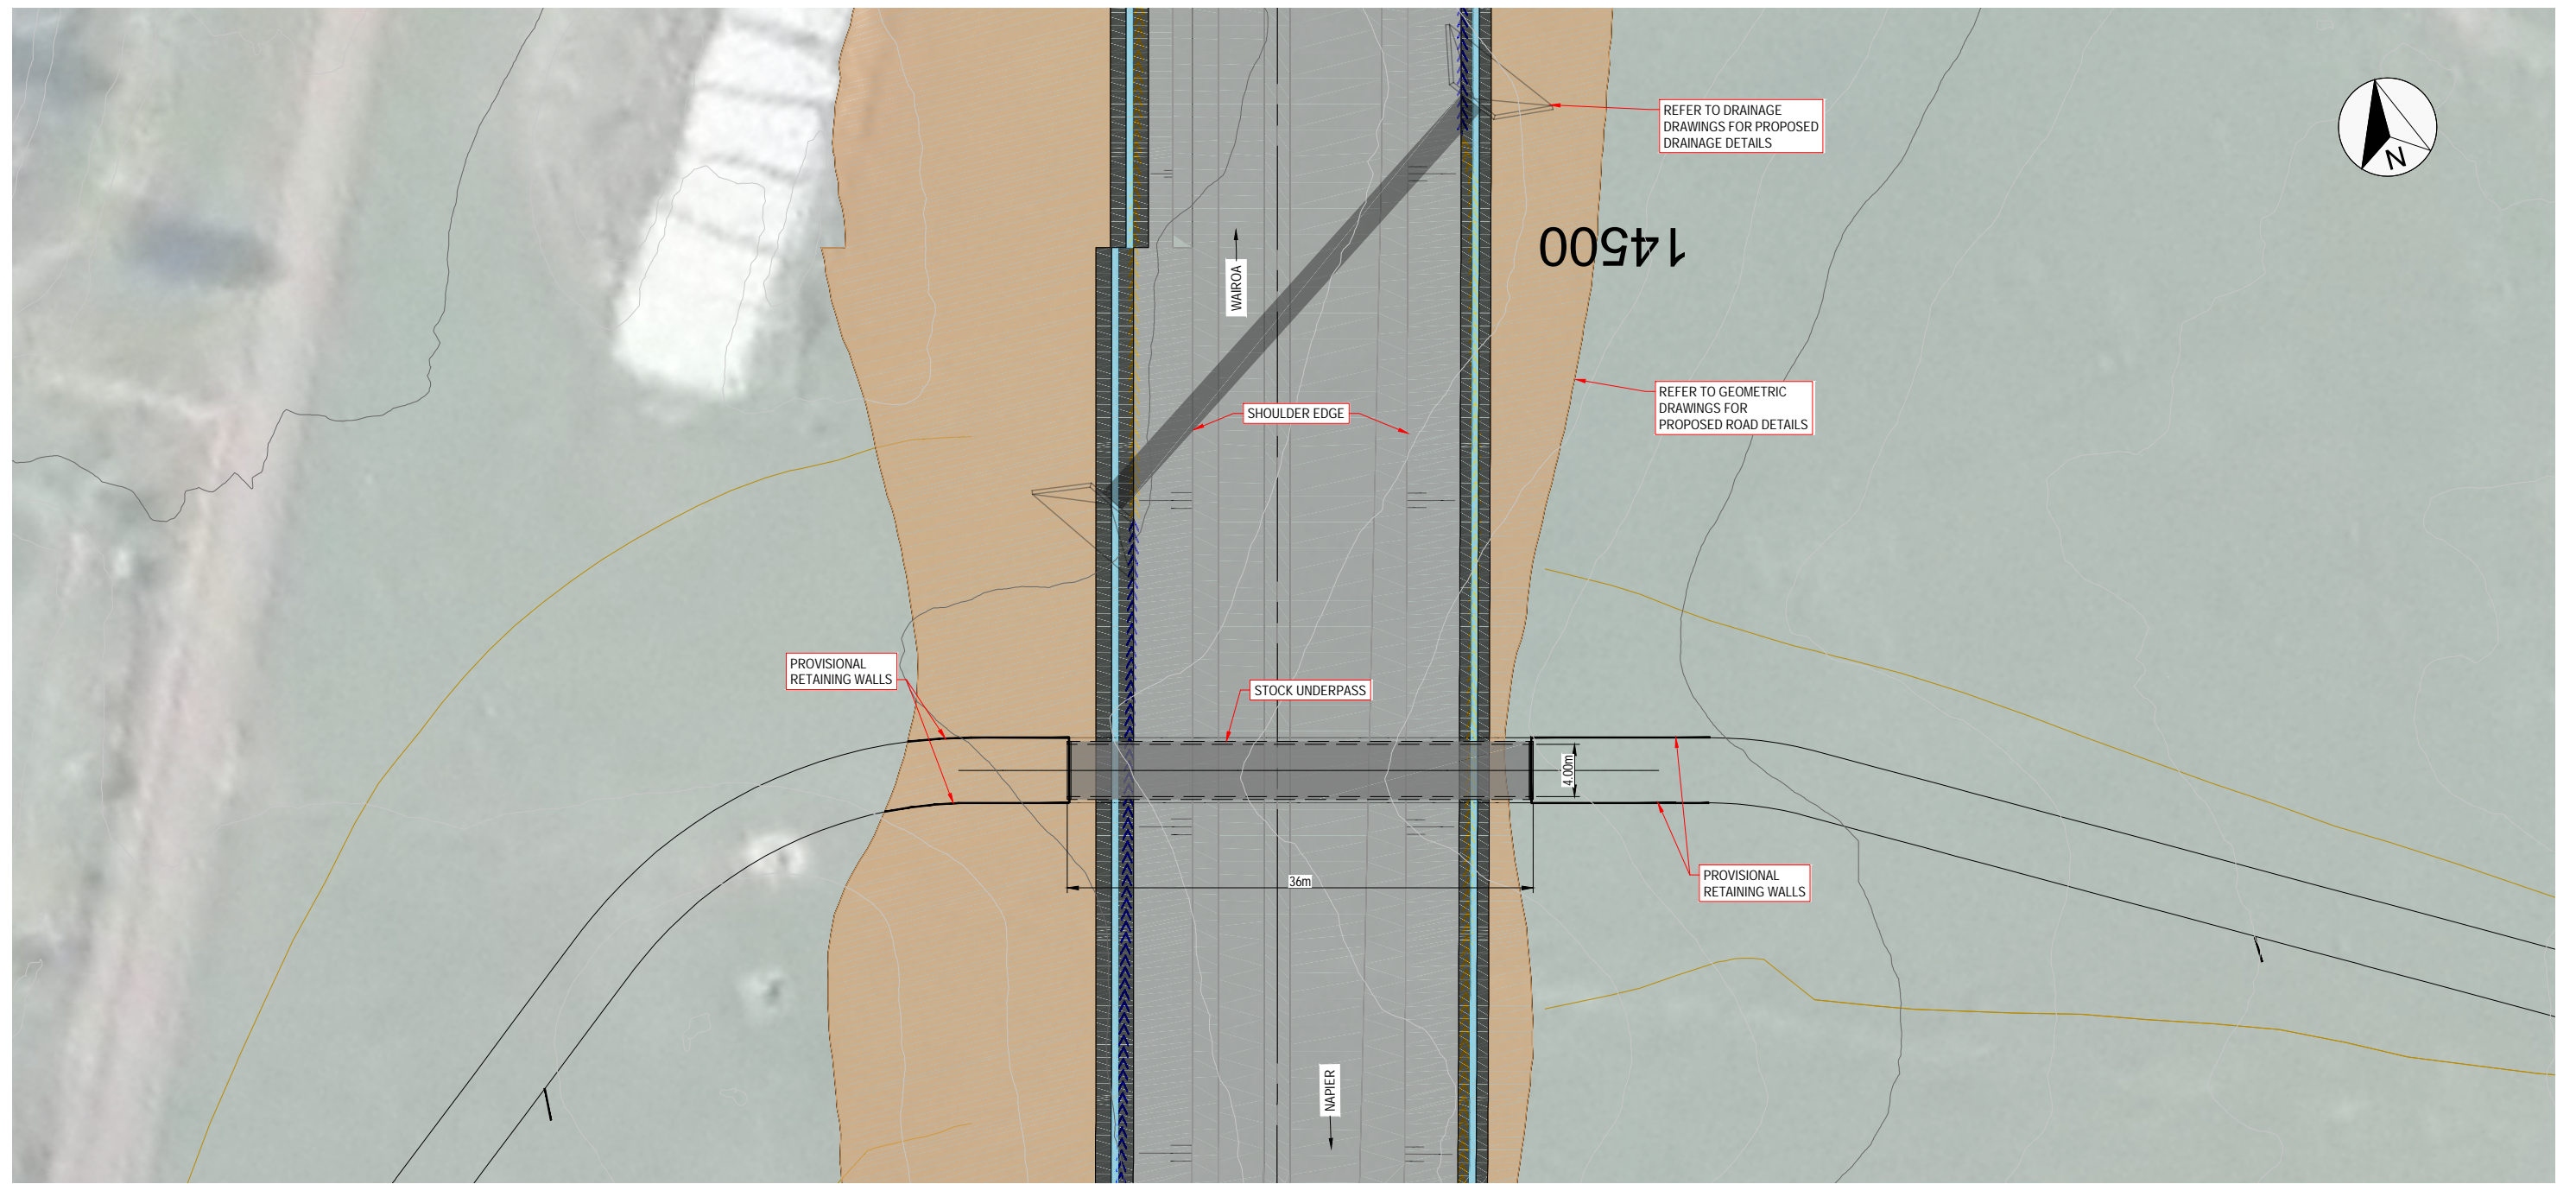 REFER TO DRAINAGE
DRAWINGS FOR PROPOSED
DRAINAGE DETAILS
N
14500
WAIROA
REFER TO GEOMETRIC
DRAWINGS FOR
PROPOSED ROAD DETAILS
SHOULDER EDGE
PROVISIONAL
RETAINING WALLS
STOCK UNDERPASS
4.00m
36m
PROVISIONAL
RETAINING WALLS
NAPIER